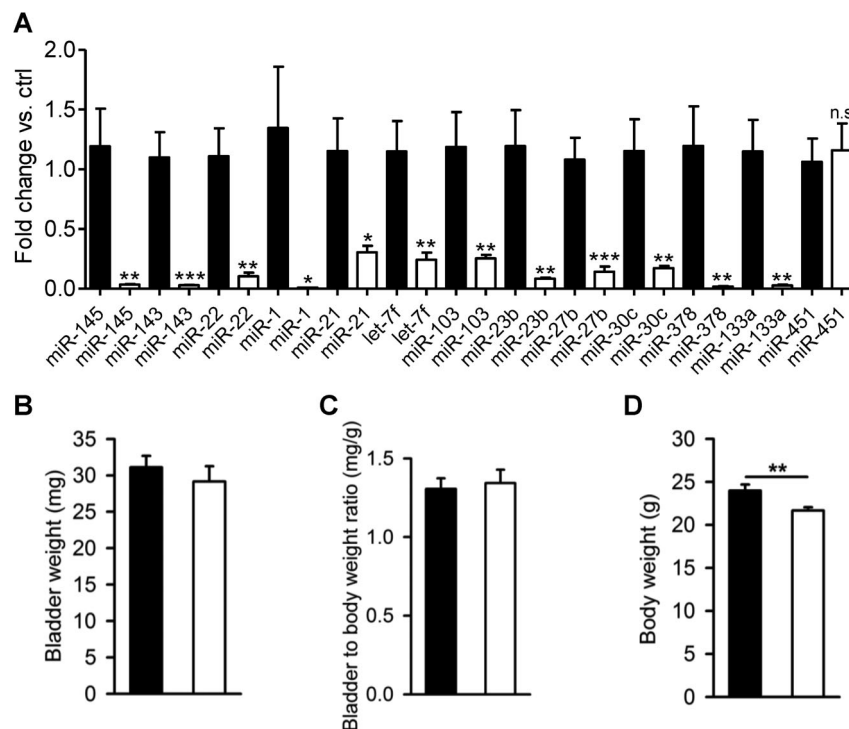 A
Fold change vs. ctrl
2.0
1.5
1.0
0.5
0.0
**
***
**
*
*
**
**
**
***
**
**
**
n.s
miR-145
miR-145
miR-143
miR-143
miR-22
miR-22
miR-1
miR-1
miR-21
miR-21
let-7f
let-7f
miR-103
miR-103
miR-23b
miR-23b
miR-27b
miR-27b
miR-30c
miR-30c
miR-378
miR-378
miR-133a
miR-133a
miR-451
miR-451
B
Bladder weight (mg)
35
30
25
20
15
10
5
0
C
Bladder to body weight ratio (mg/g)
1.5
1.0
0.5
0.0
D
Body weight (g)
30
25
20
15
10
5
0
**